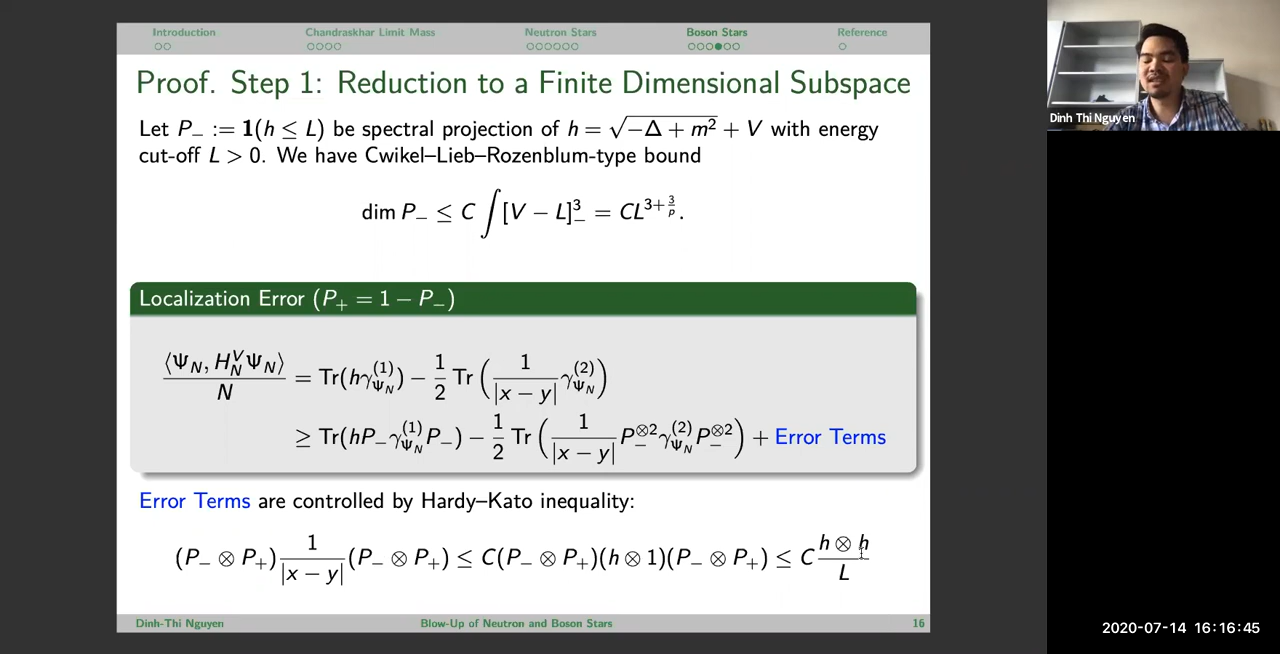 Introduction Chandraskhar Limit Mass Neutron Stars Boson Stars Reference
Proof. Step 1: Reduction to a Finite Dimensional Subspace
Let P₋ := 𝟏(h ≤ L) be spectral projection of h = √(−Δ + m²) + V with energy
cut-off L > 0. We have Cwikel–Lieb–Rozenblum-type bound
dim P₋ ≤ C ∫ [V − L]₋³ = CL^{3+3/p}.
Localization Error (P₊ = 1 − P₋)
⟨Ψ_N, H_N^V Ψ_N⟩ / N = Tr(hγ_{Ψ_N}^{(1)}) − 1/2 Tr ( 1/|x − y| γ_{Ψ_N}^{(2)} )
≥ Tr(hP₋γ_{Ψ_N}^{(1)}P₋) − 1/2 Tr ( 1/|x − y| P₋^{⊗2}γ_{Ψ_N}^{(2)}P₋^{⊗2} ) + Error Terms
Error Terms are controlled by Hardy–Kato inequality:
(P₋ ⊗ P₊) 1/|x − y| (P₋ ⊗ P₊) ≤ C(P₋ ⊗ P₊)(h ⊗ 1)(P₋ ⊗ P₊) ≤ C h ⊗ h / L
Dinh-Thi Nguyen Blow-Up of Neutron and Boson Stars 16
Dinh Thi Nguyen
2020-07-14 16:16:45